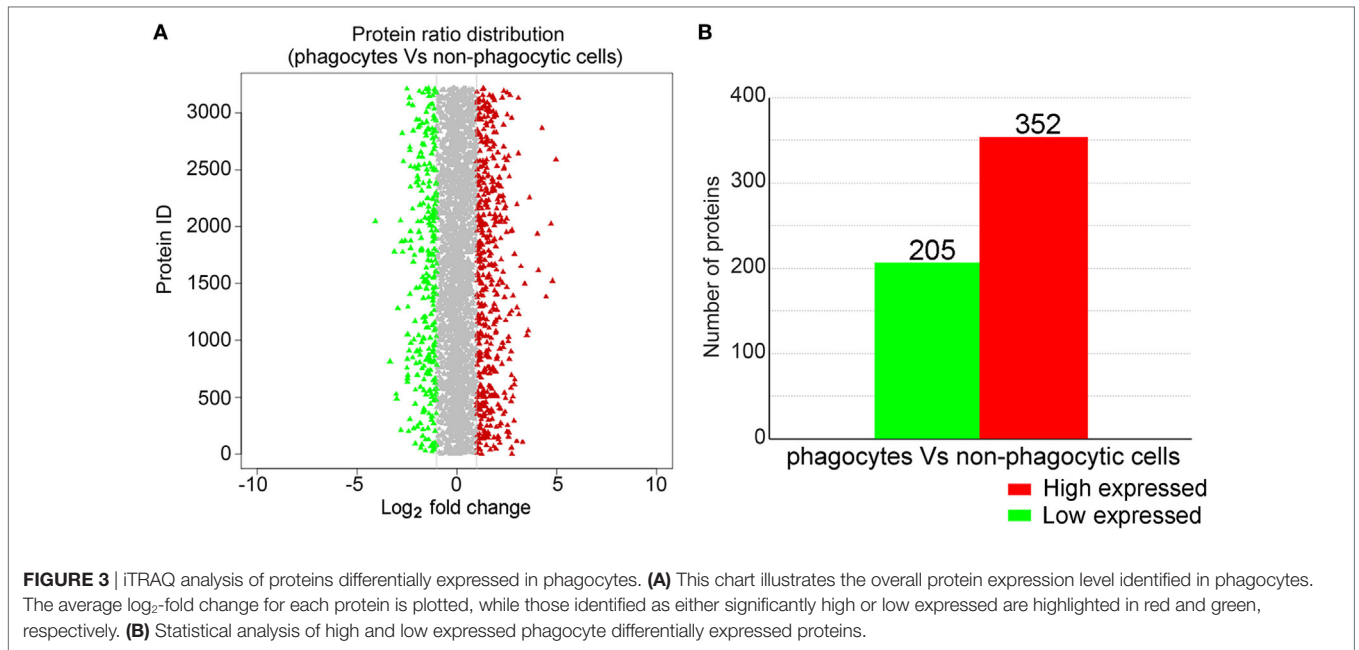 A
Protein ratio distribution
(phagocytes Vs non-phagocytic cells)
3000
2500
2000
1500
1000
500
0
Protein ID
-10 -5 0 5 10
Log₂ fold change
B
400
300
200
100
0
Number of proteins
205
352
phagocytes Vs non-phagocytic cells
High expressed
Low expressed
FIGURE 3 | iTRAQ analysis of proteins differentially expressed in phagocytes. (A) This chart illustrates the overall protein expression level identified in phagocytes.
The average log₂-fold change for each protein is plotted, while those identified as either significantly high or low expressed are highlighted in red and green,
respectively. (B) Statistical analysis of high and low expressed phagocyte differentially expressed proteins.